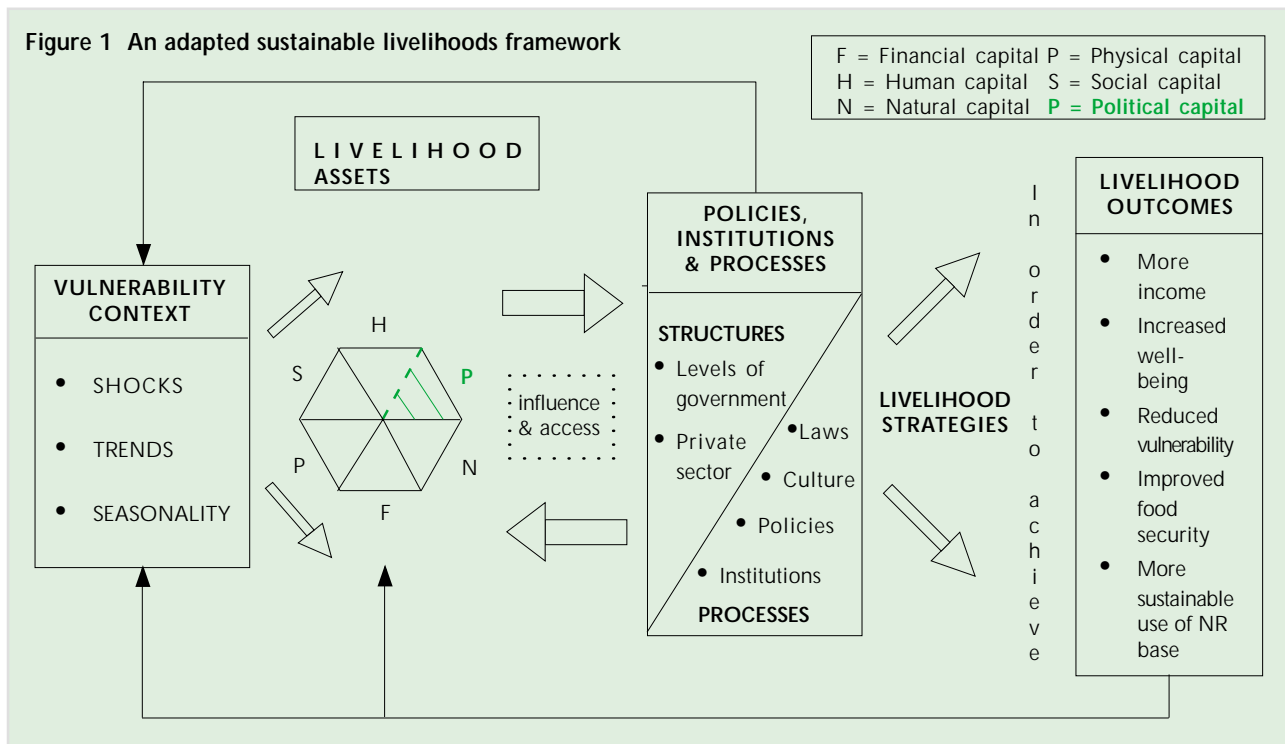 Figure 1 An adapted sustainable livelihoods framework
F = Financial capital P = Physical capital
H = Human capital S = Social capital
N = Natural capital P = Political capital
LIVELIHOOD
ASSETS
VULNERABILITY
CONTEXT
• SHOCKS
• TRENDS
• SEASONALITY
H
S
P
P
N
F
influence
& access
POLICIES,
INSTITUTIONS
& PROCESSES
STRUCTURES
• Levels of
government
• Private
sector
• Laws
• Culture
• Policies
• Institutions
PROCESSES
LIVELIHOOD
STRATEGIES
In order to achieve
LIVELIHOOD
OUTCOMES
• More
income
• Increased
well-
being
• Reduced
vulnerability
• Improved
food
security
• More
sustainable
use of NR
base